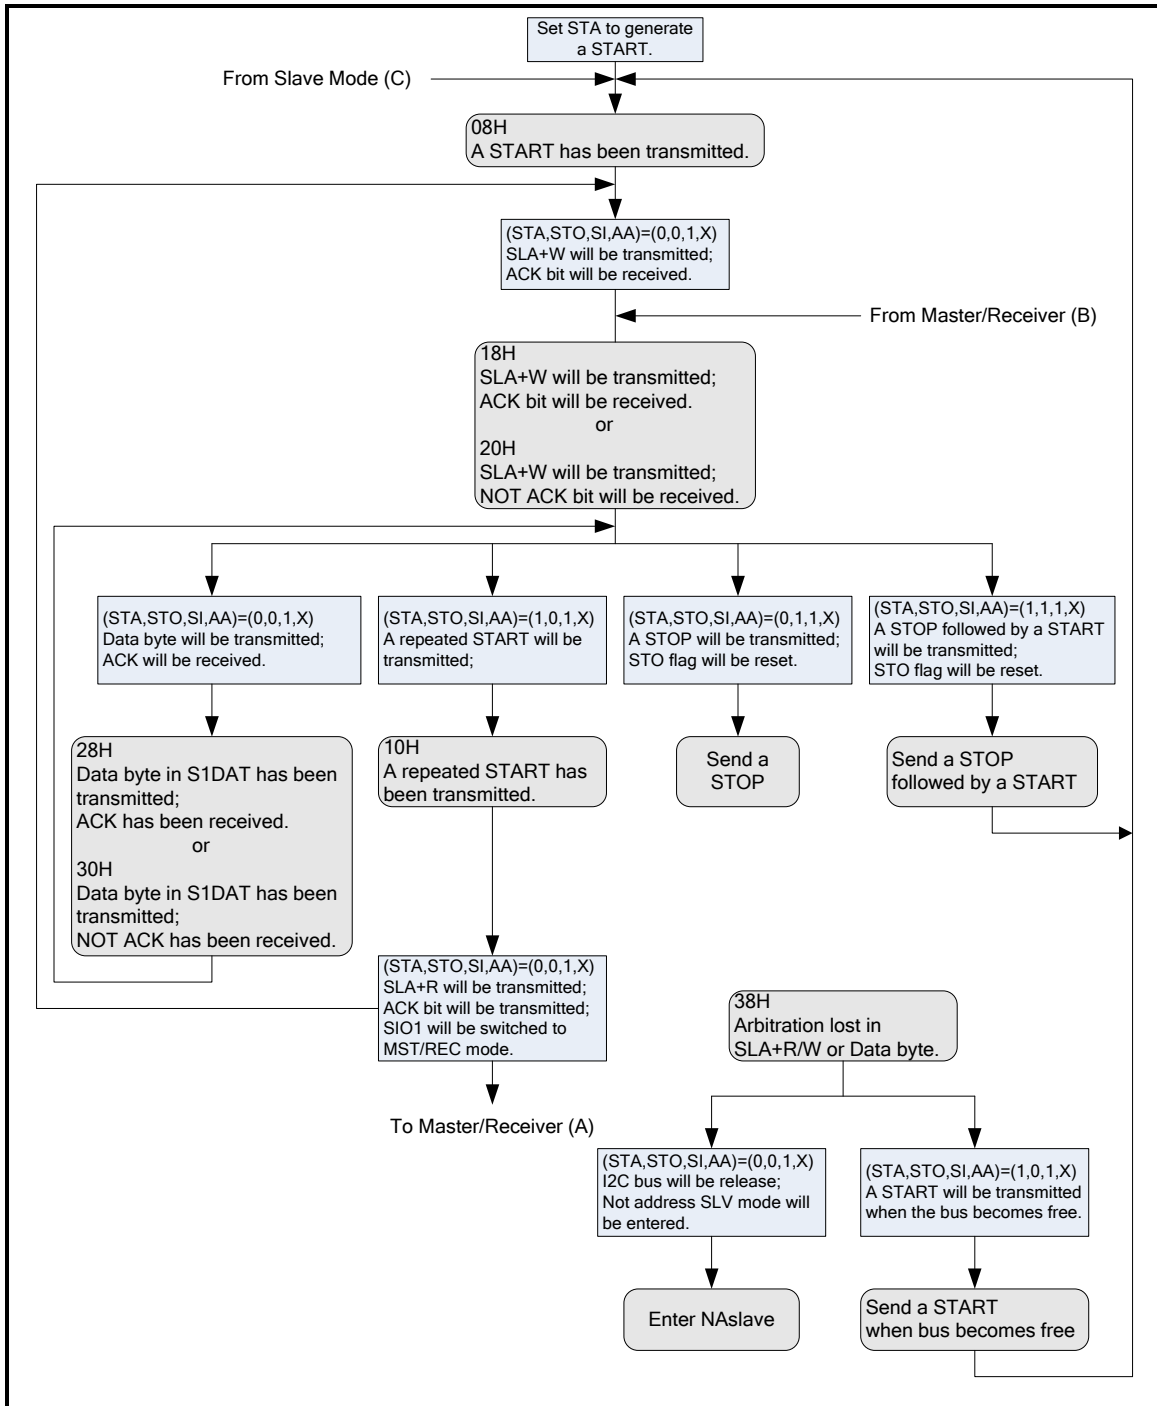 Set STA to generate
a START.
From Slave Mode (C)
08H
A START has been transmitted.
(STA,STO,SI,AA)=(0,0,1,X)
SLA+W will be transmitted;
ACK bit will be received.
From Master/Receiver (B)
18H
SLA+W will be transmitted;
ACK bit will be received.
or
20H
SLA+W will be transmitted;
NOT ACK bit will be received.
(STA,STO,SI,AA)=(0,0,1,X)
Data byte will be transmitted;
ACK will be received.
(STA,STO,SI,AA)=(1,0,1,X)
A repeated START will be
transmitted;
(STA,STO,SI,AA)=(0,1,1,X)
A STOP will be transmitted;
STO flag will be reset.
(STA,STO,SI,AA)=(1,1,1,X)
A STOP followed by a START
will be transmitted;
STO flag will be reset.
28H
Data byte in S1DAT has been
transmitted;
ACK has been received.
or
30H
Data byte in S1DAT has been
transmitted;
NOT ACK has been received.
10H
A repeated START has
been transmitted.
Send a
STOP
Send a STOP
followed by a START
(STA,STO,SI,AA)=(0,0,1,X)
SLA+R will be transmitted;
ACK bit will be transmitted;
SIO1 will be switched to
MST/REC mode.
To Master/Receiver (A)
38H
Arbitration lost in
SLA+R/W or Data byte.
(STA,STO,SI,AA)=(0,0,1,X)
I2C bus will be release;
Not address SLV mode will
be entered.
(STA,STO,SI,AA)=(1,0,1,X)
A START will be transmitted
when the bus becomes free.
Enter NAslave
Send a START
when bus becomes free